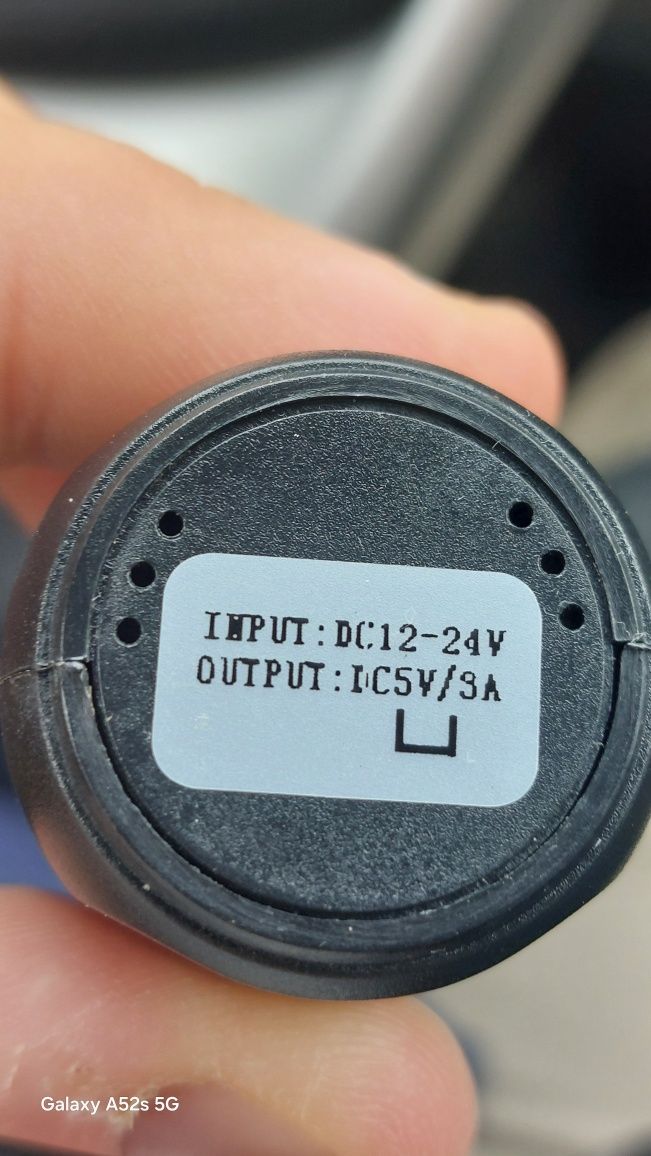 INPUT:DC12-24V
OUTPUT:DC5V/3A
Galaxy A52s 5G